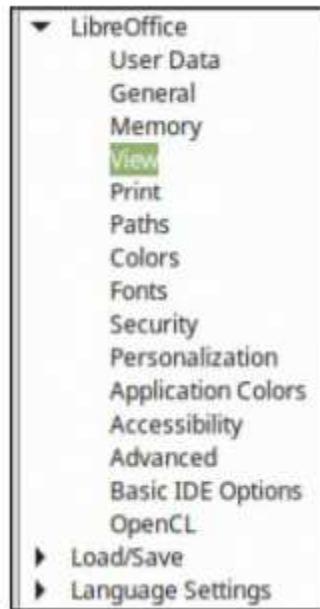 LibreOffice
User Data
General
Memory
View
Print
Paths
Colors
Fonts
Security
Personalization
Application Colors
Accessibility
Advanced
Basic IDE Options
OpenCL
Load/Save
Language Settings